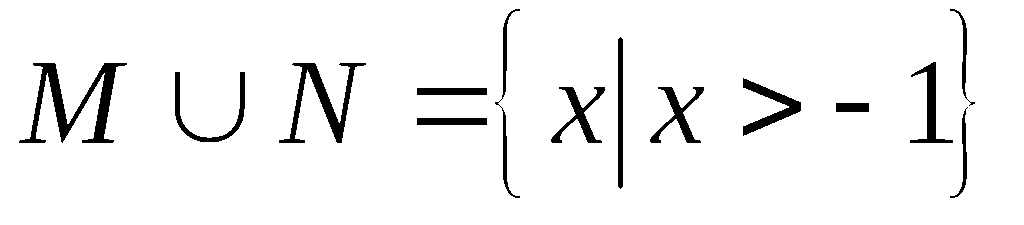 M ∪ N = { x | x > - 1 }